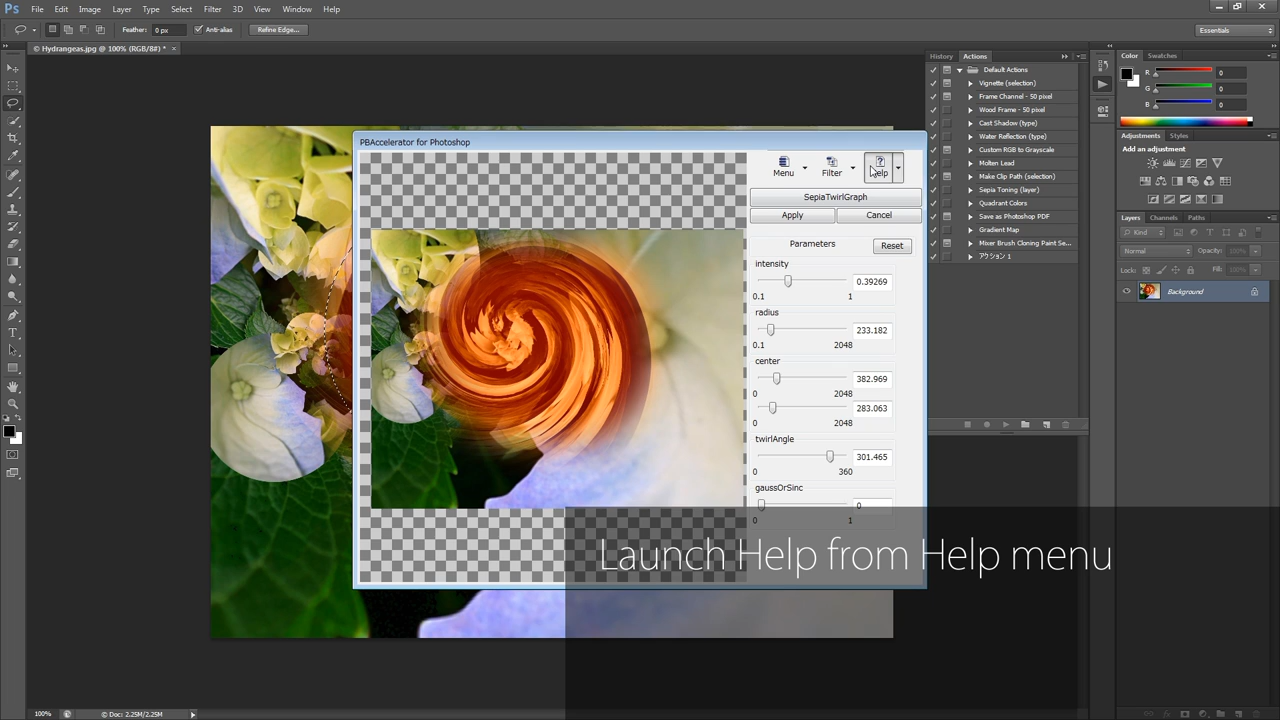 Ps File Edit Layer Type Select Filter 3D View Window Help
Feather: 0 px Anti-alias Refine Edge... Essentials
© Hydrangeas.jpg @ 100% (RGB/8#) * ×
PBAccelerator for Photoshop
Menu Filter Help
SepiaTwirlGraph
Apply Cancel
Parameters Reset
intensity
0.39269
0.1 1
radius
233.182
0.1 2048
center
382.969
0 2048
283.063
0 2048
twirlAngle
301.465
0 360
gaussOrSinc
0
0 1
Launch Help from Help menu
History Actions
Default Actions
Vignette (selection)
Frame Channel - 50 pixel
Wood Frame - 50 pixel
Cast Shadow (type)
Water Reflection (type)
Custom RGB to Grayscale
Molten Lead
Make Clip Path (selection)
Sepia Toning (layer)
Quadrant Colors
Save as Photoshop PDF
Gradient Map
Mixer Brush Cloning Paint Se...
アクション 1
Color Swatches
R 0
G 0
B 0
Adjustments Styles
Add an adjustment
Layers Channels Paths
Kind
Normal Opacity: 100%
Lock: Fill: 100%
Background
100% © Doc: 2.25M/2.25M